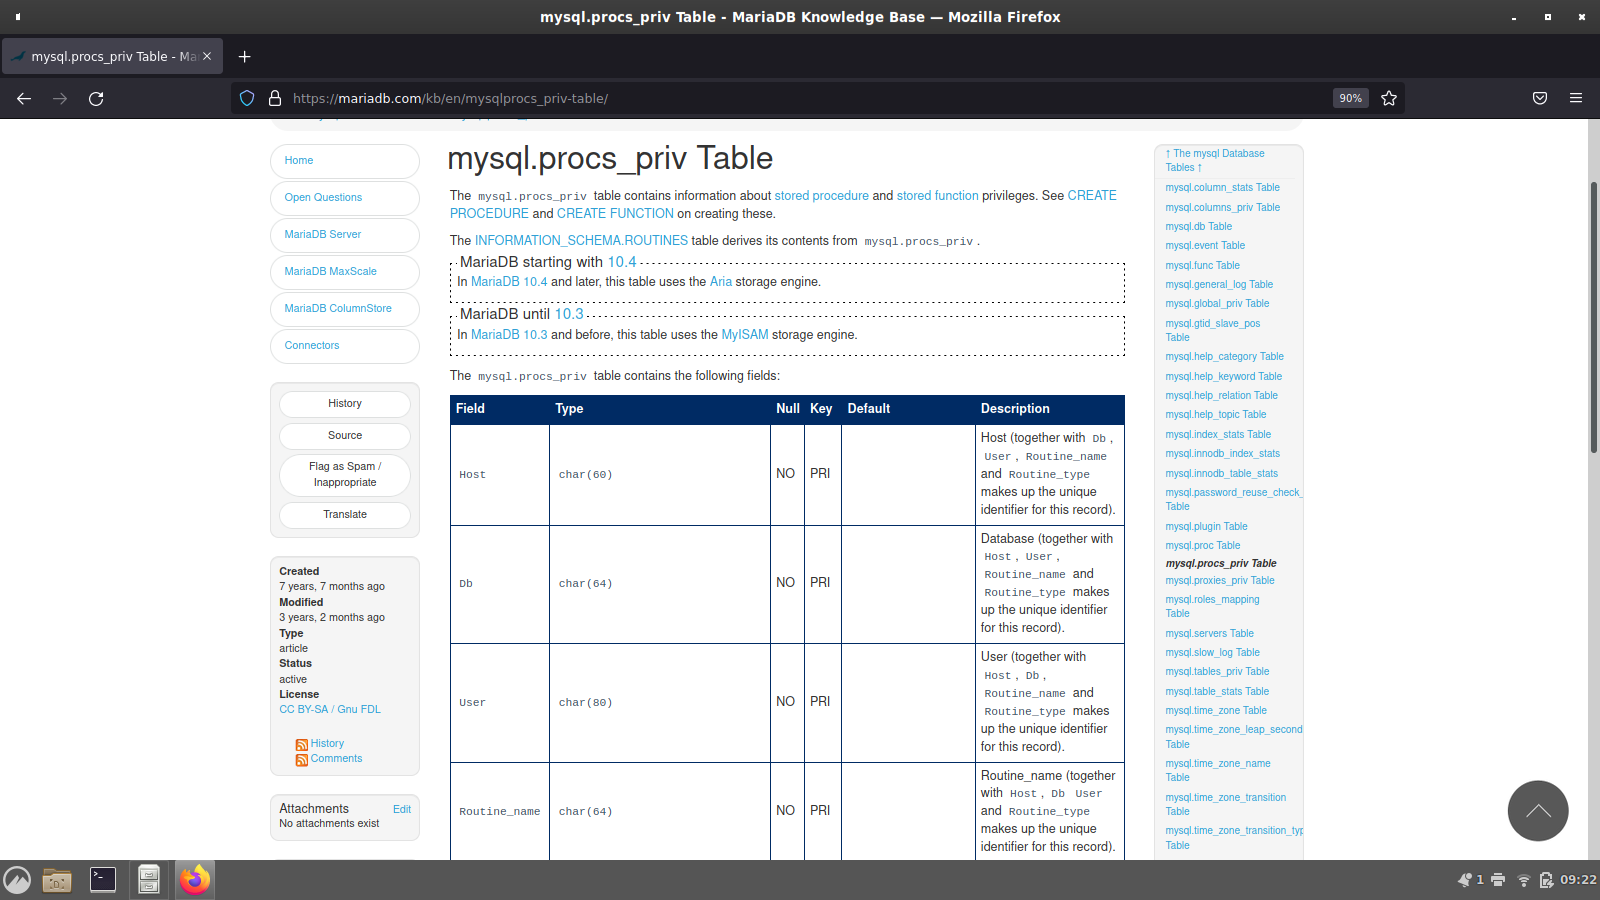 mysql.procs_priv Table - MariaDB Knowledge Base — Mozilla Firefox
mysql.procs_priv Table - Ma
https://mariadb.com/kb/en/mysqlprocs_priv-table/
90%
Home
Open Questions
MariaDB Server
MariaDB MaxScale
MariaDB ColumnStore
Connectors
History
Source
Flag as Spam /
Inappropriate
Translate
Created
7 years, 7 months ago
Modified
3 years, 2 months ago
Type
article
Status
active
License
CC BY-SA / Gnu FDL
History
Comments
Attachments Edit
No attachments exist
mysql.procs_priv Table
The mysql.procs_priv table contains information about stored procedure and stored function privileges. See CREATE
PROCEDURE and CREATE FUNCTION on creating these.
The INFORMATION_SCHEMA.ROUTINES table derives its contents from mysql.procs_priv.
MariaDB starting with 10.4
In MariaDB 10.4 and later, this table uses the Aria storage engine.
MariaDB until 10.3
In MariaDB 10.3 and before, this table uses the MyISAM storage engine.
The mysql.procs_priv table contains the following fields:
Field Type Null Key Default Description
Host char(60) NO PRI
Host (together with Db,
User, Routine_name
and Routine_type
makes up the unique
identifier for this record).
Db char(64) NO PRI
Database (together with
Host, User,
Routine_name and
Routine_type makes
up the unique identifier
for this record).
User char(80) NO PRI
User (together with
Host, Db,
Routine_name and
Routine_type makes
up the unique identifier
for this record).
Routine_name char(64) NO PRI
Routine_name (together
with Host, Db User
and Routine_type
makes up the unique
identifier for this record).
↑ The mysql Database
Tables ↑
mysql.column_stats Table
mysql.columns_priv Table
mysql.db Table
mysql.event Table
mysql.func Table
mysql.general_log Table
mysql.global_priv Table
mysql.gtid_slave_pos
Table
mysql.help_category Table
mysql.help_keyword Table
mysql.help_relation Table
mysql.help_topic Table
mysql.index_stats Table
mysql.innodb_index_stats
mysql.innodb_table_stats
mysql.password_reuse_check_
Table
mysql.plugin Table
mysql.proc Table
mysql.procs_priv Table
mysql.proxies_priv Table
mysql.roles_mapping
Table
mysql.servers Table
mysql.slow_log Table
mysql.tables_priv Table
mysql.table_stats Table
mysql.time_zone Table
mysql.time_zone_leap_second
Table
mysql.time_zone_name
Table
mysql.time_zone_transition
Table
mysql.time_zone_transition_typ
Table
1
09:22